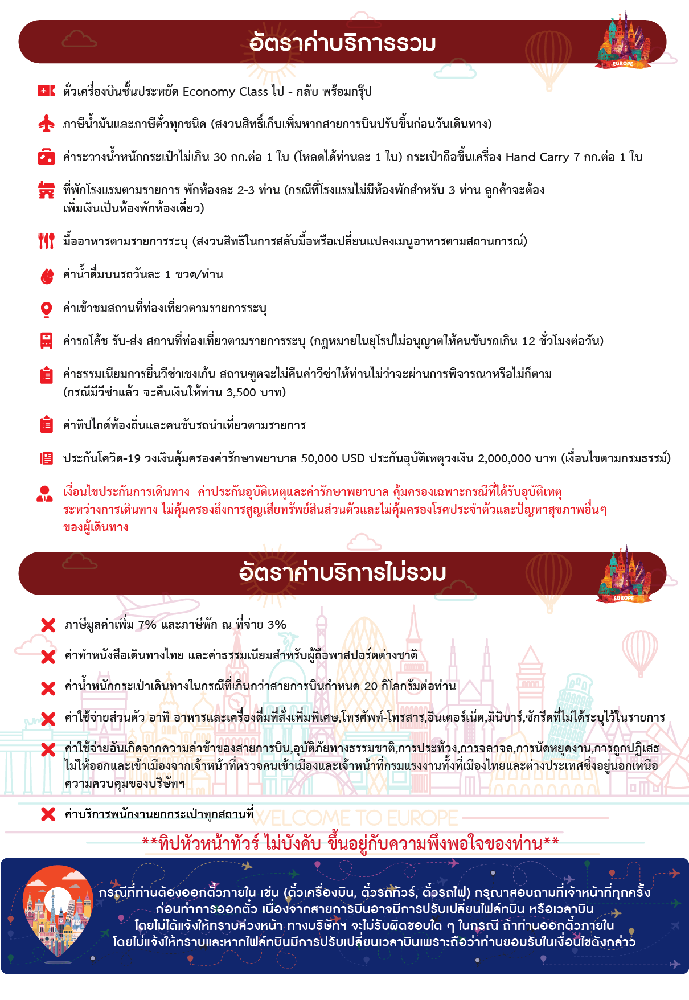 อัตราค่าบริการรวม
EUROPE
ตั๋วเครื่องบินชั้นประหยัด Economy Class ไป - กลับ พร้อมกรุ๊ป
ภาษีน้ำมันและภาษีตั๋วทุกชนิด (สงวนสิทธิ์เก็บเพิ่มหากสายการบินปรับขึ้นก่อนวันเดินทาง)
ค่าระวางน้ำหนักกระเป๋าไม่เกิน 30 กก.ต่อ 1 ใบ (โหลดได้ท่านละ 1 ใบ) กระเป๋าถือขึ้นเครื่อง Hand Carry 7 กก.ต่อ 1 ใบ
ที่พักโรงแรมตามรายการ พักห้องละ 2-3 ท่าน (กรณีที่โรงแรมไม่มีห้องพักสำหรับ 3 ท่าน ลูกค้าจะต้อง
เพิ่มเงินเป็นห้องพักห้องเดี่ยว)
มื้ออาหารตามรายการระบุ (สงวนสิทธิในการสลับมื้อหรือเปลี่ยนแปลงเมนูอาหารตามสถานการณ์)
ค่าน้ำดื่มบนรถวันละ 1 ขวด/ท่าน
ค่าเข้าชมสถานที่ท่องเที่ยวตามรายการระบุ
ค่ารถโค้ช รับ-ส่ง สถานที่ท่องเที่ยวตามรายการระบุ (กฎหมายในยุโรปไม่อนุญาตให้คนขับรถเกิน 12 ชั่วโมงต่อวัน)
ค่าธรรมเนียมการยื่นวีซ่าเชงเก้น สถานฑูตจะไม่คืนค่าวีซ่าให้ท่านไม่ว่าจะผ่านการพิจารณาหรือไม่ก็ตาม
(กรณีมีวีซ่าแล้ว จะคืนเงินให้ท่าน 3,500 บาท)
ค่าทิปไกด์ท้องถิ่นและคนขับรถนำเที่ยวตามรายการ
ประกันโควิด-19 วงเงินคุ้มครองค่ารักษาพยาบาล 50,000 USD ประกันอุบัติเหตุวงเงิน 2,000,000 บาท (เงื่อนไขตามกรมธรรม์)
เงื่อนไขประกันการเดินทาง ค่าประกันอุบัติเหตุและค่ารักษาพยาบาล คุ้มครองเฉพาะกรณีที่ได้รับอุบัติเหตุ
ระหว่างการเดินทาง ไม่คุ้มครองถึงการสูญเสียทรัพย์สินส่วนตัวและไม่คุ้มครองโรคประจำตัวและปัญหาสุขภาพอื่นๆ
ของผู้เดินทาง
อัตราค่าบริการไม่รวม
EUROPE
ภาษีมูลค่าเพิ่ม 7% และภาษีหัก ณ ที่จ่าย 3%
ค่าทำหนังสือเดินทางไทย และค่าธรรมเนียมสำหรับผู้ถือพาสปอร์ตต่างชาติ
ค่าน้ำหนักกระเป๋าเดินทางในกรณีที่เกินกว่าสายการบินกำหนด 20 กิโลกรัมต่อท่าน
ค่าใช้จ่ายส่วนตัว อาทิ อาหารและเครื่องดื่มที่สั่งเพิ่มพิเศษ,โทรศัพท์-โทรสาร,อินเตอร์เน็ต,มินิบาร์,ซักรีดที่ไม่ได้ระบุไว้ในรายการ
ค่าใช้จ่ายอันเกิดจากความล่าช้าของสายการบิน,อุบัติภัยทางธรรมชาติ,การประท้วง,การจลาจล,การนัดหยุดงาน,การถูกปฏิเสธ
ไม่ให้ออกและเข้าเมืองจากเจ้าหน้าที่ตรวจคนเข้าเมืองและเจ้าหน้าที่กรมแรงงานทั้งที่เมืองไทยและต่างประเทศซึ่งอยู่นอกเหนือ
ความควบคุมของบริษัทฯ
ค่าบริการพนักงานยกกระเป๋าทุกสถานที่
WELCOME TO EUROPE
**ทิปหัวหน้าทัวร์ ไม่บังคับ ขึ้นอยู่กับความพึงพอใจของท่าน**
กรณีที่ท่านต้องออกตั๋วภายใน เช่น (ตั๋วเครื่องบิน, ตั๋วรถทัวร์, ตั๋วรถไฟ) กรุณาสอบถามที่เจ้าหน้าที่ทุกครั้ง
ก่อนทำการออกตั๋ว เนื่องจากสายการบินอาจมีการปรับเปลี่ยนไฟล์ทบิน หรือเวลาบิน
โดยไม่ได้แจ้งให้ทราบล่วงหน้า ทางบริษัทฯ จะไม่รับผิดชอบใด ๆ ในกรณี ถ้าท่านออกตั๋วภายใน
โดยไม่แจ้งให้ทราบและหากไฟล์ทบินมีการปรับเปลี่ยนเวลาบินเพราะถือว่าท่านยอมรับในเงื่อนไขดังกล่าว